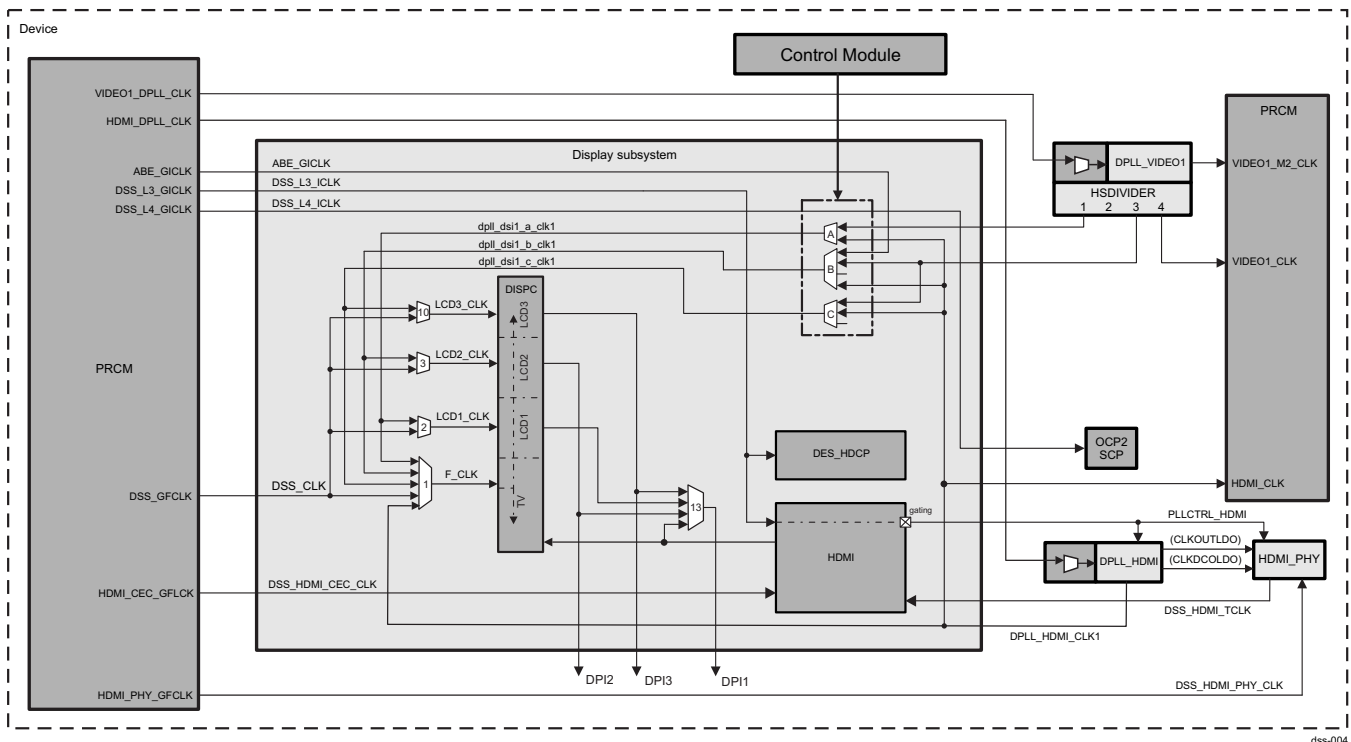 Device
Control Module
PRCM
VIDEO1_DPLL_CLK
HDMI_DPLL_CLK
ABE_GICLK
DSS_L3_GICLK
DSS_L4_GICLK
DSS_GFCLK
HDMI_CEC_GFLCK
HDMI_PHY_GFCLK
Display subsystem
ABE_GICLK
DSS_L3_ICLK
DSS_L4_ICLK
dpll_dsi1_a_clk1
dpll_dsi1_b_clk1
dpll_dsi1_c_clk1
A
B
C
DISPC
LCD3
LCD2
LCD1
TV
10
LCD3_CLK
3
LCD2_CLK
2
LCD1_CLK
1
F_CLK
DSS_CLK
13
DES_HDCP
HDMI
gating
DSS_HDMI_CEC_CLK
DPI2
DPI3
DPI1
DPLL_VIDEO1
HSDIVIDER
1 2 3 4
PRCM
VIDEO1_M2_CLK
VIDEO1_CLK
HDMI_CLK
OCP2
SCP
PLLCTRL_HDMI
DPLL_HDMI
(CLKOUTLDO)
(CLKDCOLDO)
HDMI_PHY
DSS_HDMI_TCLK
DPLL_HDMI_CLK1
DSS_HDMI_PHY_CLK
dss-004